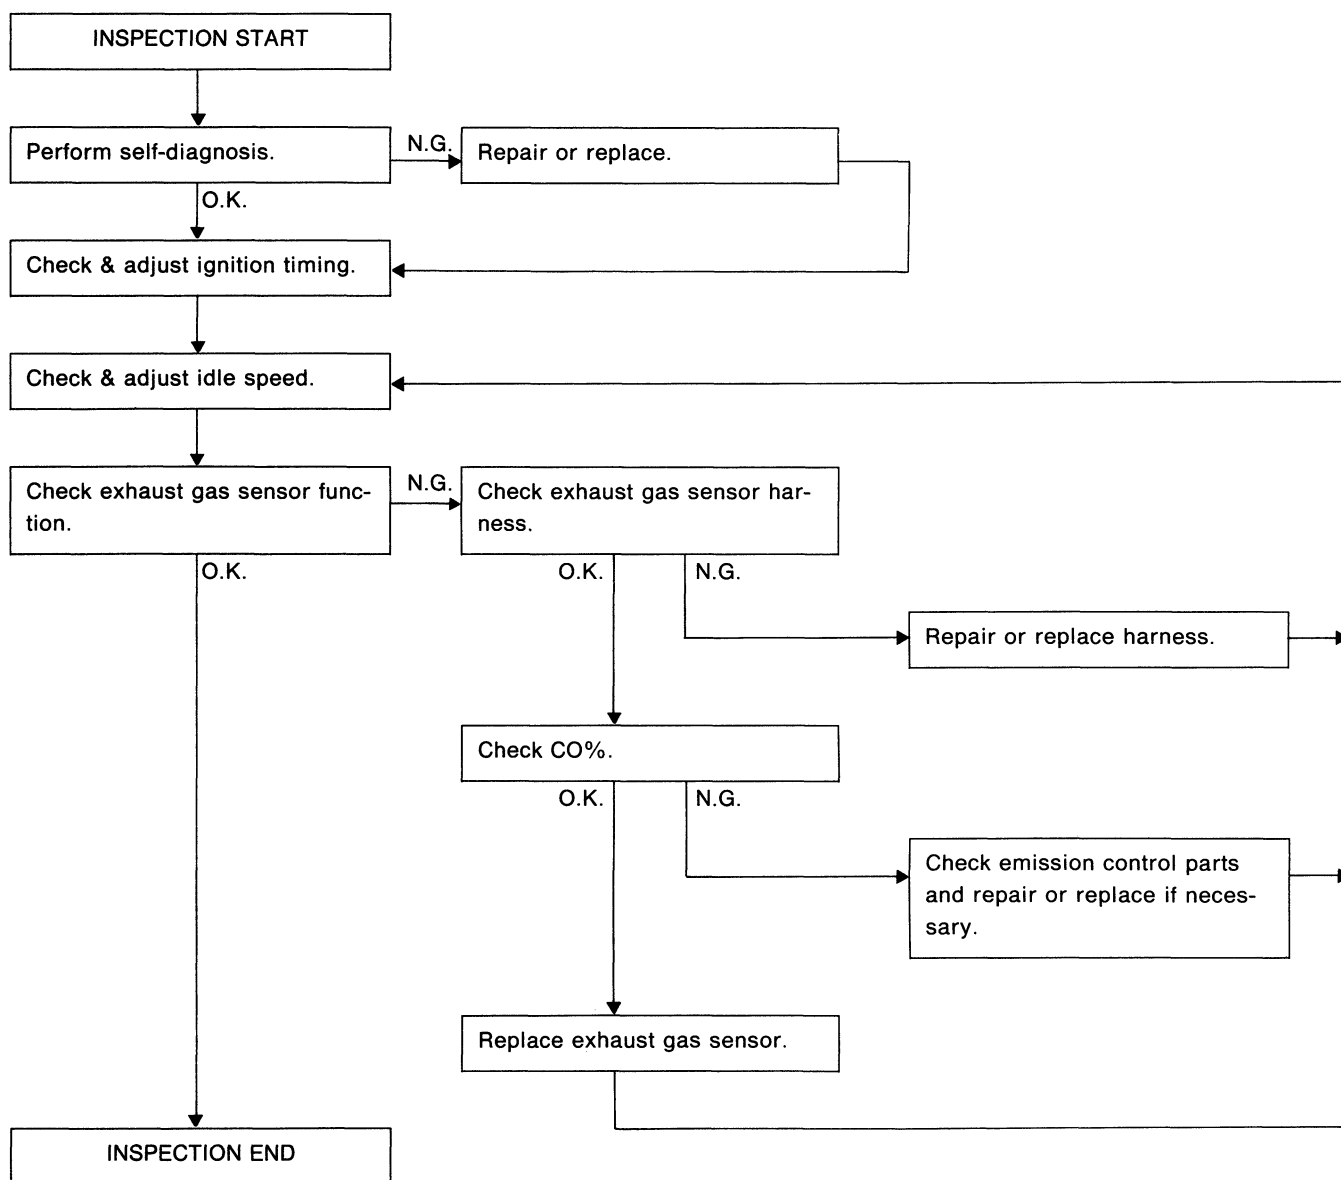 INSPECTION START
Perform self-diagnosis.
N.G.
Repair or replace.
O.K.
Check & adjust ignition timing.
Check & adjust idle speed.
Check exhaust gas sensor func-
tion.
N.G.
Check exhaust gas sensor har-
ness.
O.K.
O.K.
N.G.
Repair or replace harness.
Check CO%.
O.K.
N.G.
Check emission control parts
and repair or replace if neces-
sary.
Replace exhaust gas sensor.
INSPECTION END